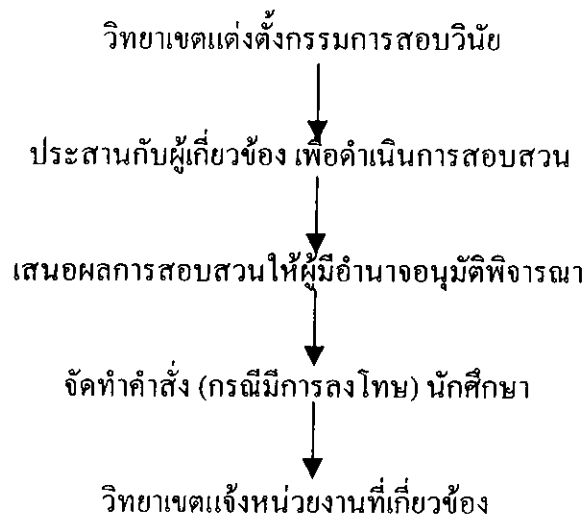 วิทยาเขตแต่งตั้งกรรมการสอบวินัย
ประสานกับผู้เกี่ยวข้อง เพื่อดำเนินการสอบสวน
เสนอผลการสอบสวนให้ผู้มีอำนาจอนุมัติพิจารณา
จัดทำคำสั่ง (กรณีมีการลงโทษ) นักศึกษา
วิทยาเขตแจ้งหน่วยงานที่เกี่ยวข้อง